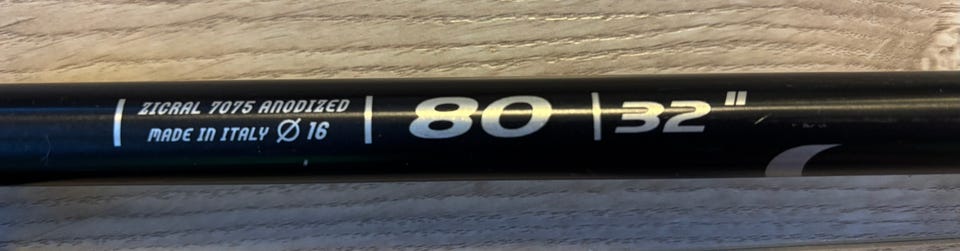 ZICRAL 7075 ANODIZED
MADE IN ITALY Ø 16
80
32"